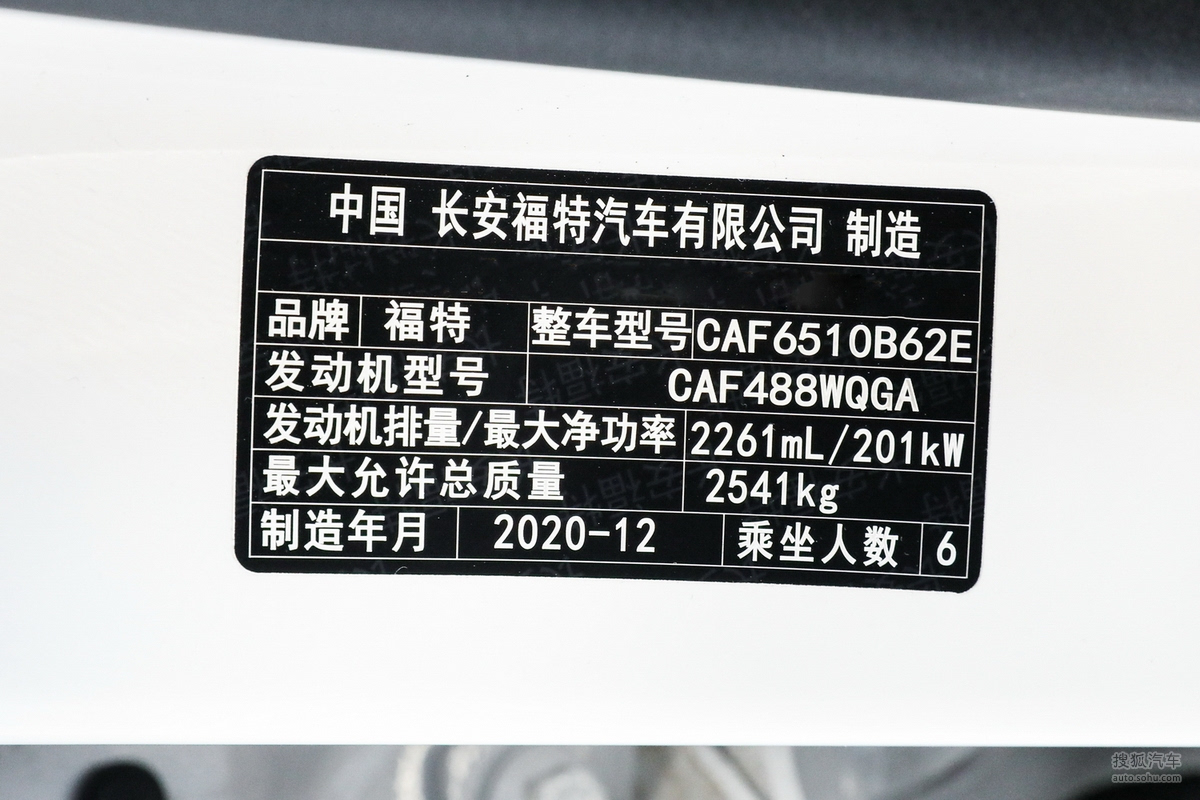 中国 长安福特汽车有限公司 制造
品牌 福特 整车型号 CAF6510B62E
发动机型号 CAF488WQGA
发动机排量/最大净功率 2261mL/201kW
最大允许总质量 2541kg
制造年月 2020-12 乘坐人数 6
搜狐汽车
auto.sohu.com